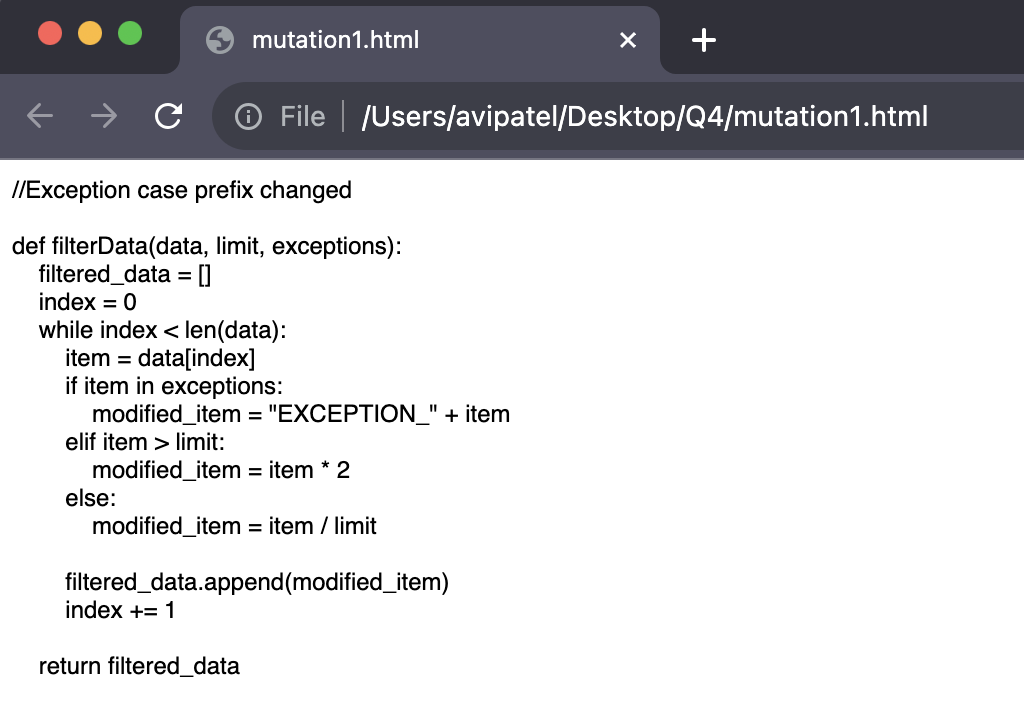 mutation1.html
File
/Users/avipatel/Desktop/Q4/mutation1.html
//Exception case prefix changed
def filterData(data, limit, exceptions):
    filtered_data = []
    index = 0
    while index < len(data):
        item = data[index]
        if item in exceptions:
            modified_item = "EXCEPTION_" + item
        elif item > limit:
            modified_item = item * 2
        else:
            modified_item = item / limit
        filtered_data.append(modified_item)
        index += 1
    return filtered_data